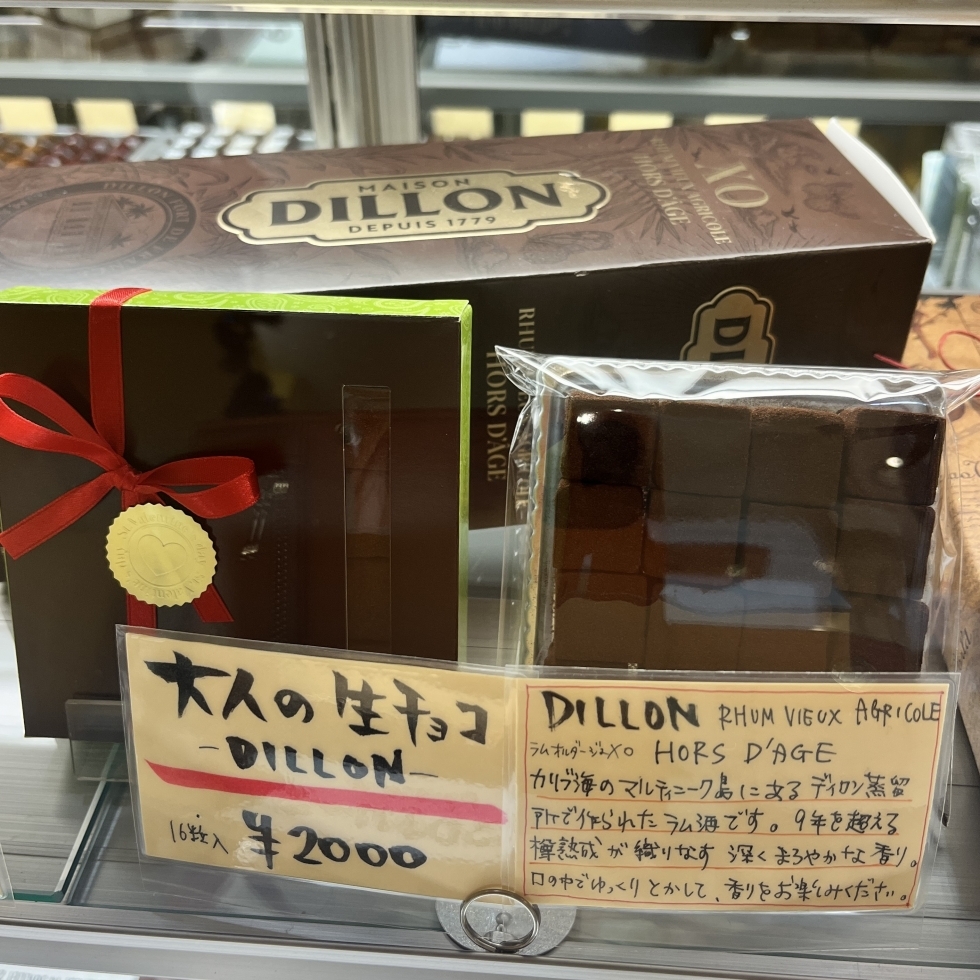 MAISON
DILLON
DEPUIS 1779
XO
RHUM VIEUX AGRICOLE
HORS D'AGE
HORS D'AGE
大人の生チョコ
-DILLON-
16粒入 ¥2000
DILLON RHUM VIEUX AGRICOLE
ラム オルダージュXO HORS D'AGE
カリブ海のマルティニーク島にあるディロン蒸留
所で作られたラム酒です。9年を超える
樽熟成が織りなす深くまろやかな香り。
口の中でゆっくりとかして、香りをお楽しみください。